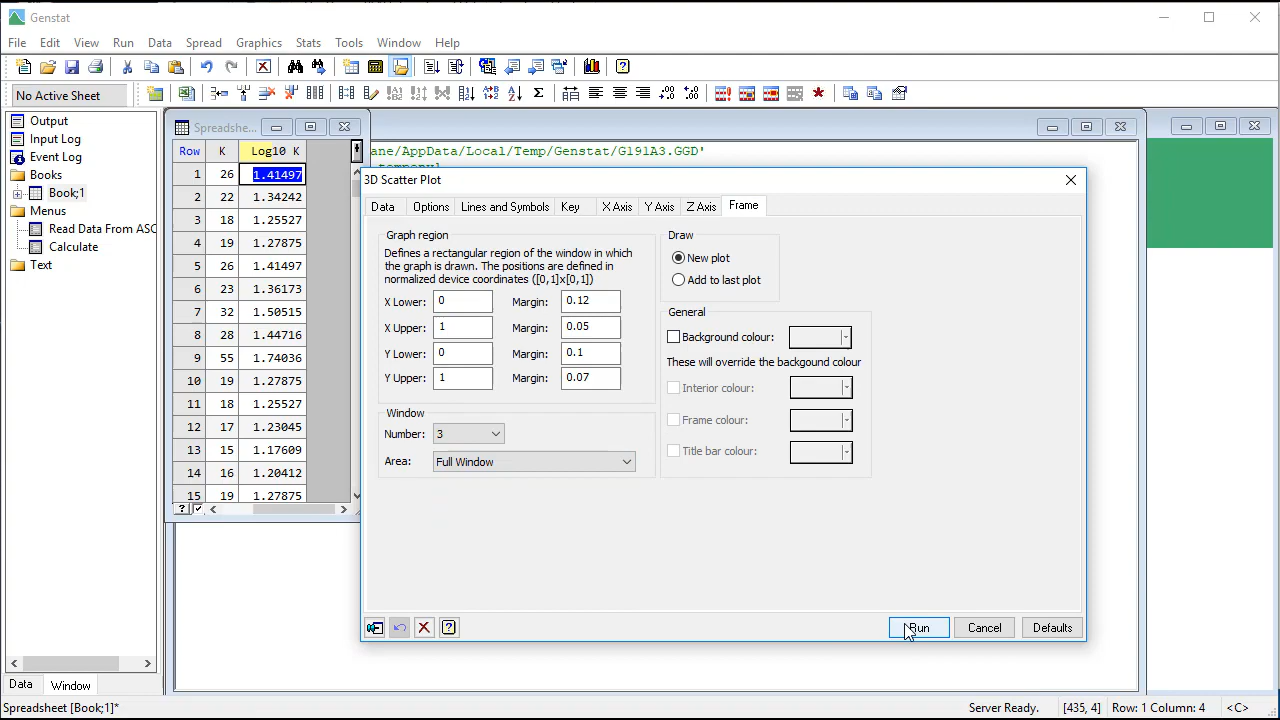 Genstat
File Edit View Run Data Spread Graphics Stats Tools Window Help
No Active Sheet
Output
Input Log
Event Log
Books
Book;1
Menus
Read Data From ASC
Calculate
Text
Data Window
Spreadshe...
Row K Log10 K
1 26 1.41497
2 22 1.34242
3 18 1.25527
4 19 1.27875
5 26 1.41497
6 23 1.36173
7 32 1.50515
8 28 1.44716
9 55 1.74036
10 19 1.27875
11 18 1.25527
12 17 1.23045
13 15 1.17609
14 16 1.20412
15 19 1.27875
ane/AppData/Local/Temp/Genstat/G191A3.GGD'
3D Scatter Plot
Data Options Lines and Symbols Key X Axis Y Axis Z Axis Frame
Graph region
Defines a rectangular region of the window in which
the graph is drawn. The positions are defined in
normalized device coordinates ([0,1]x[0,1])
X Lower: 0 Margin: 0.12
X Upper: 1 Margin: 0.05
Y Lower: 0 Margin: 0.1
Y Upper: 1 Margin: 0.07
Window
Number: 3
Area: Full Window
Draw
New plot
Add to last plot
General
Background colour:
These will override the backgound colour
Interior colour:
Frame colour:
Title bar colour:
Run Cancel Defaults
Spreadsheet [Book;1]* Server Ready. [435, 4] Row: 1 Column: 4 <C>